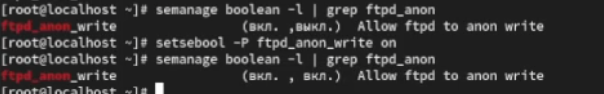 [root@localhost ~]# semanage boolean -l | grep ftpd_anon
ftpd_anon_write (вкл. ,выкл.) Allow ftpd to anon write
[root@localhost ~]# setsebool -P ftpd_anon_write on
[root@localhost ~]# semanage boolean -l | grep ftpd_anon
ftpd_anon_write (вкл. , вкл.) Allow ftpd to anon write
[root@localhost ~]#